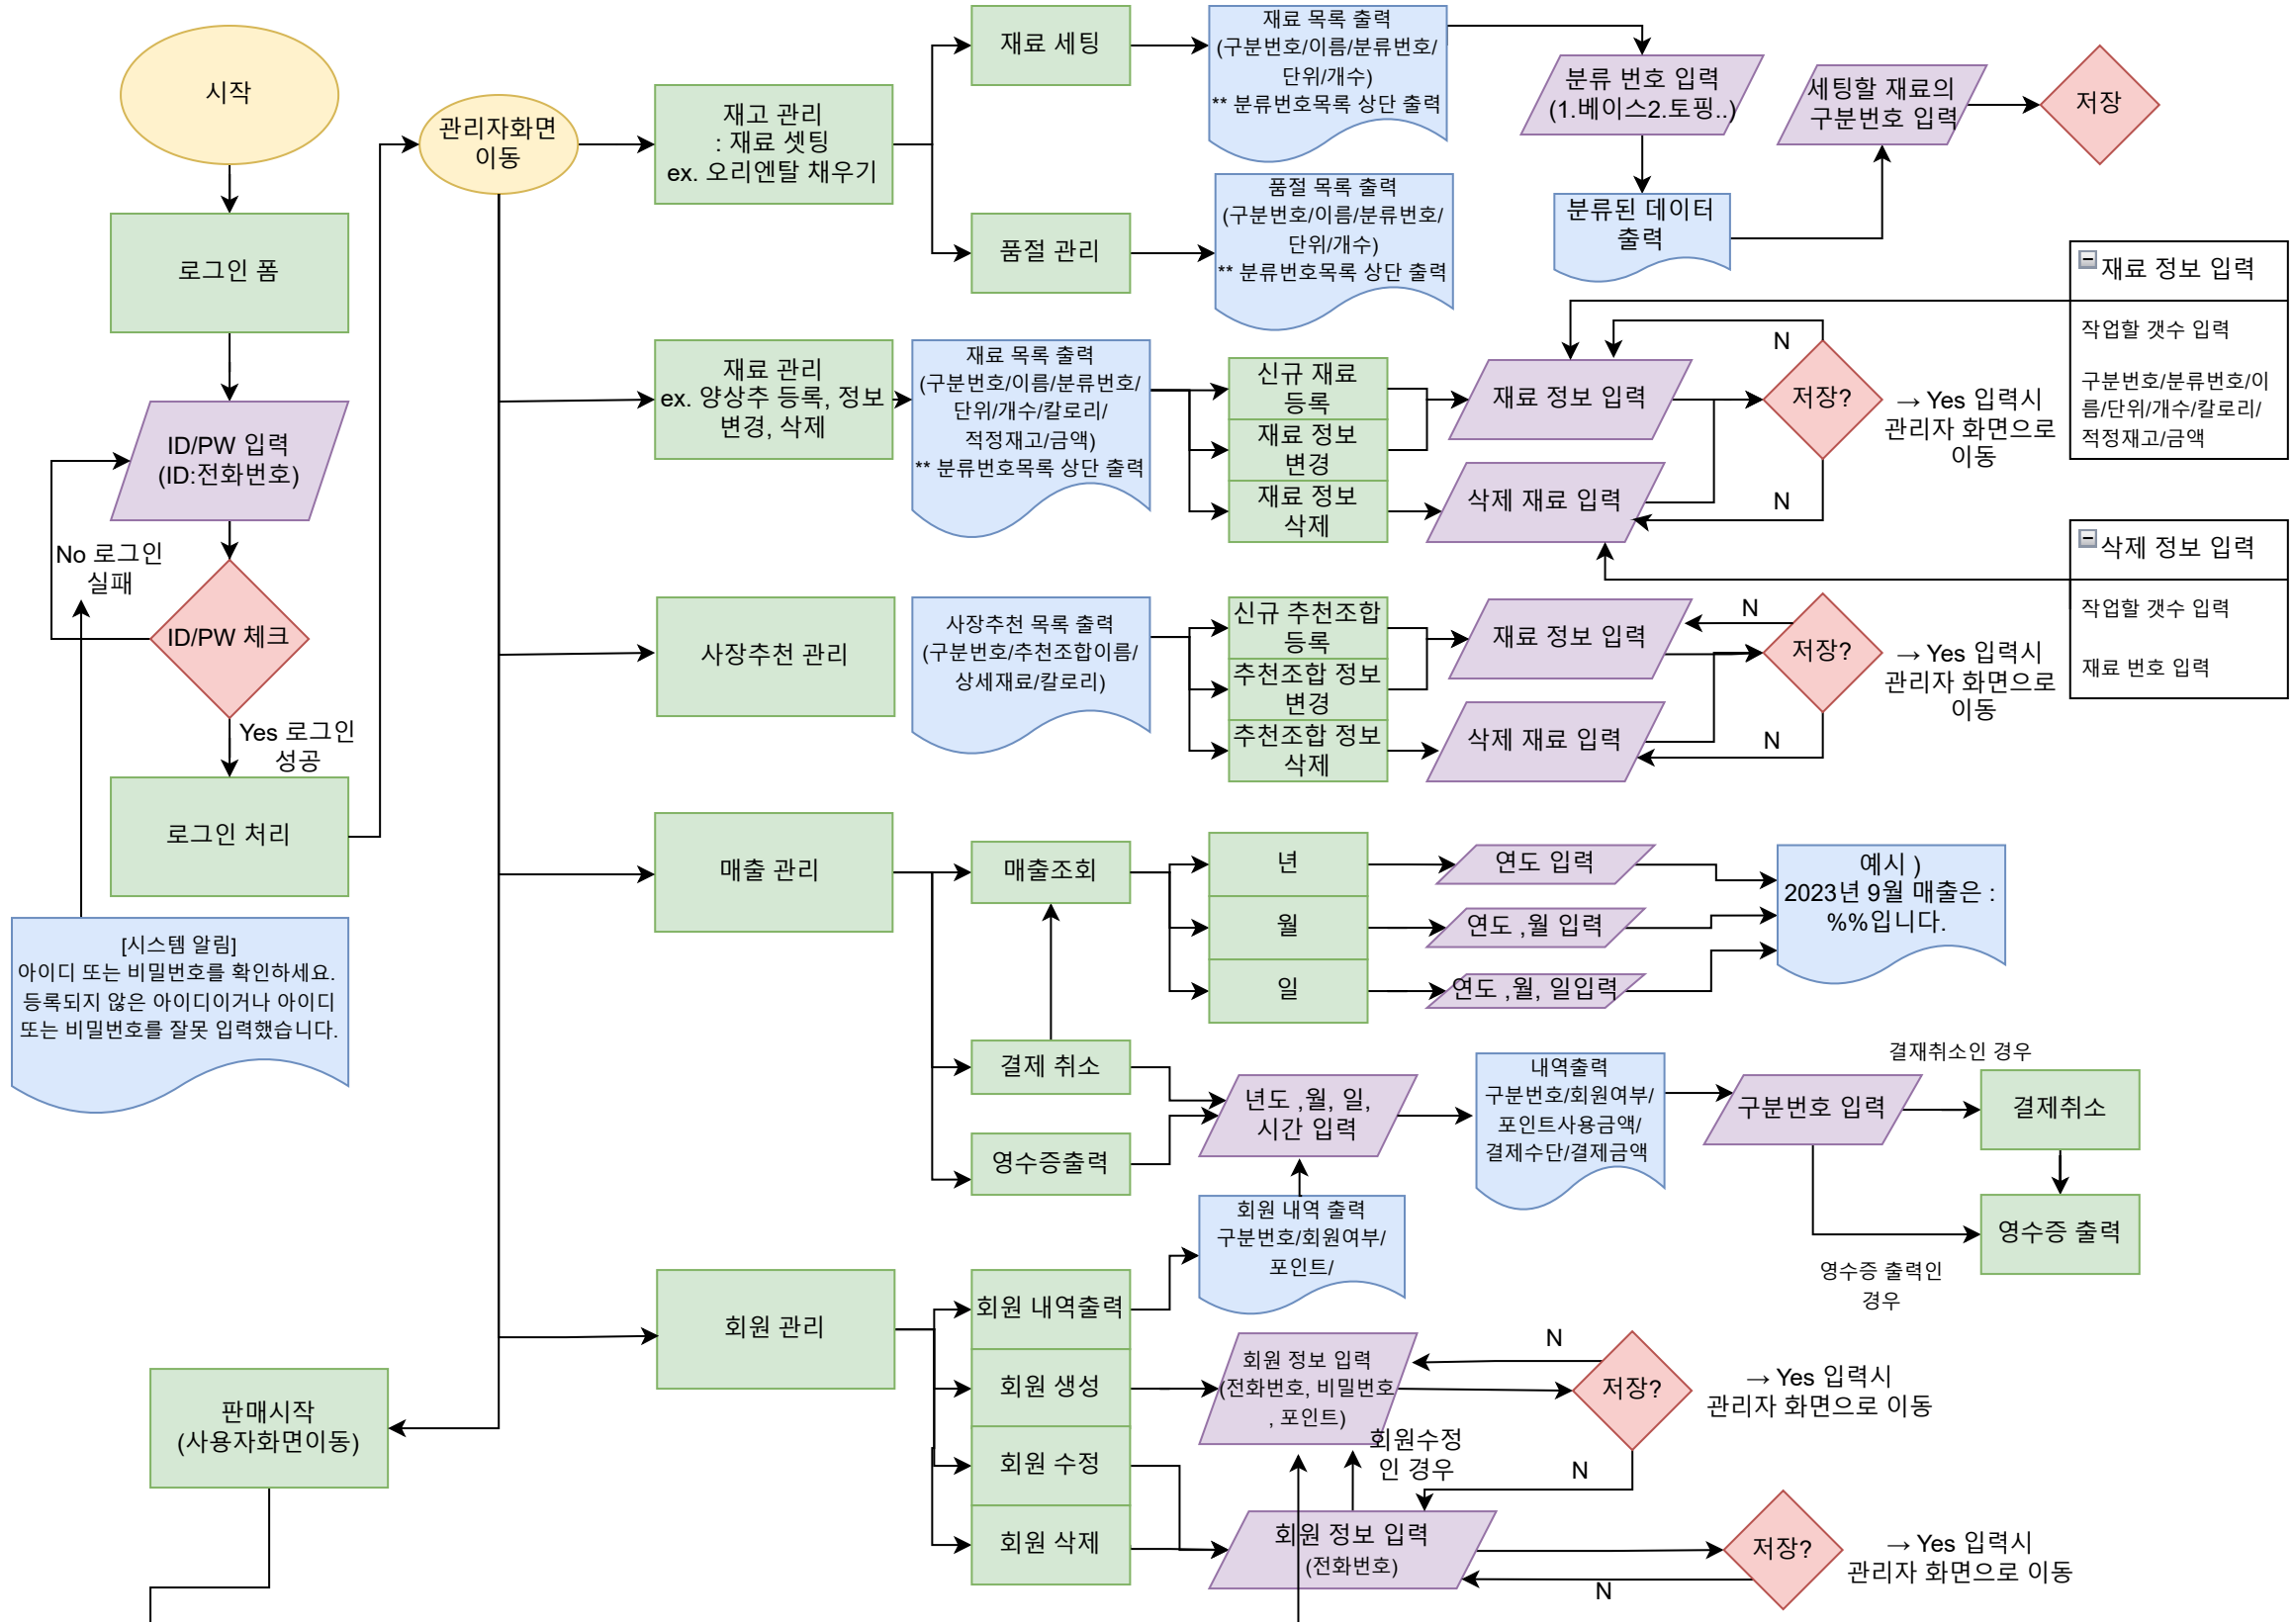 시작
로그인 폼
ID/PW 입력
(ID:전화번호)
No 로그인
실패
ID/PW 체크
Yes 로그인
성공
로그인 처리
[시스템 알림]
아이디 또는 비밀번호를 확인하세요.
등록되지 않은 아이디이거나 아이디
또는 비밀번호를 잘못 입력했습니다.
판매시작
(사용자화면이동)
관리자화면
이동
재고 관리
: 재료 셋팅
ex. 오리엔탈 채우기
재료 세팅
재료 목록 출력
(구분번호/이름/분류번호/
단위/개수)
** 분류번호목록 상단 출력
분류 번호 입력
(1.베이스2.토핑..)
분류된 데이터
출력
세팅할 재료의
구분번호 입력
저장
품절 관리
품절 목록 출력
(구분번호/이름/분류번호/
단위/개수)
** 분류번호목록 상단 출력
재료 관리
ex. 양상추 등록, 정보
변경, 삭제
재료 목록 출력
(구분번호/이름/분류번호/
단위/개수/칼로리/
적정재고/금액)
** 분류번호목록 상단 출력
신규 재료
등록
재료 정보
변경
재료 정보
삭제
재료 정보 입력
삭제 재료 입력
N
저장?
N
→ Yes 입력시
관리자 화면으로
이동
재료 정보 입력
작업할 갯수 입력
구분번호/분류번호/이
름/단위/개수/칼로리/
적정재고/금액
삭제 정보 입력
작업할 갯수 입력
재료 번호 입력
사장추천 관리
사장추천 목록 출력
(구분번호/추천조합이름/
상세재료/칼로리)
신규 추천조합
등록
추천조합 정보
변경
추천조합 정보
삭제
재료 정보 입력
삭제 재료 입력
N
저장?
N
→ Yes 입력시
관리자 화면으로
이동
매출 관리
매출조회
년
월
일
연도 입력
연도 ,월 입력
연도 ,월, 일입력
예시 )
2023년 9월 매출은 :
%%입니다.
결제 취소
영수증출력
년도 ,월, 일,
시간 입력
내역출력
구분번호/회원여부/
포인트사용금액/
결제수단/결제금액
구분번호 입력
결재취소인 경우
결제취소
영수증 출력
영수증 출력인
경우
회원 관리
회원 내역출력
회원 생성
회원 수정
회원 삭제
회원 내역 출력
구분번호/회원여부/
포인트/
회원 정보 입력
(전화번호, 비밀번호
, 포인트)
회원수정
인 경우
N
저장?
N
→ Yes 입력시
관리자 화면으로 이동
회원 정보 입력
(전화번호)
저장?
N
→ Yes 입력시
관리자 화면으로 이동